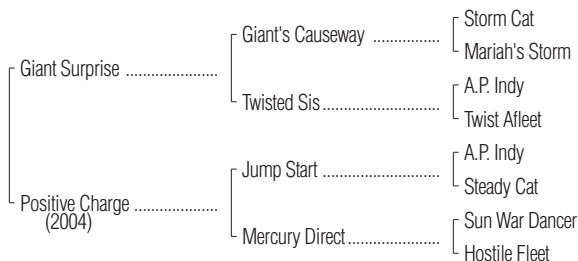 Storm Cat
Giant's Causeway ................
Mariah's Storm
Giant Surprise ......................
A.P. Indy
Twisted Sis............................
Twist Afleet
A.P. Indy
Jump Start ...........................
Steady Cat
Positive Charge ....................
(2004)
Sun War Dancer
Mercury Direct......................
Hostile Fleet